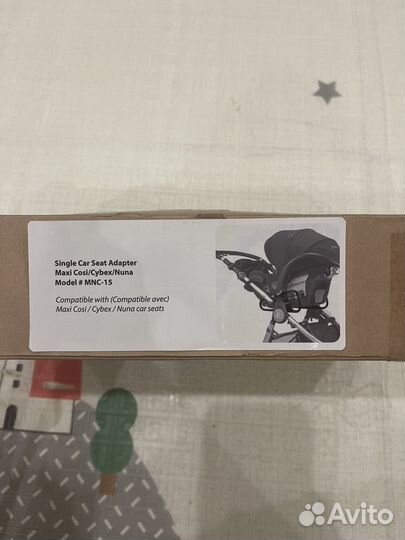 Single Car Seat Adapter
Maxi Cosi/Cybex/Nuna
Model # MNC-15
Compatible with (Compatible avec)
Maxi Cosi / Cybex / Nuna car seats
Avito